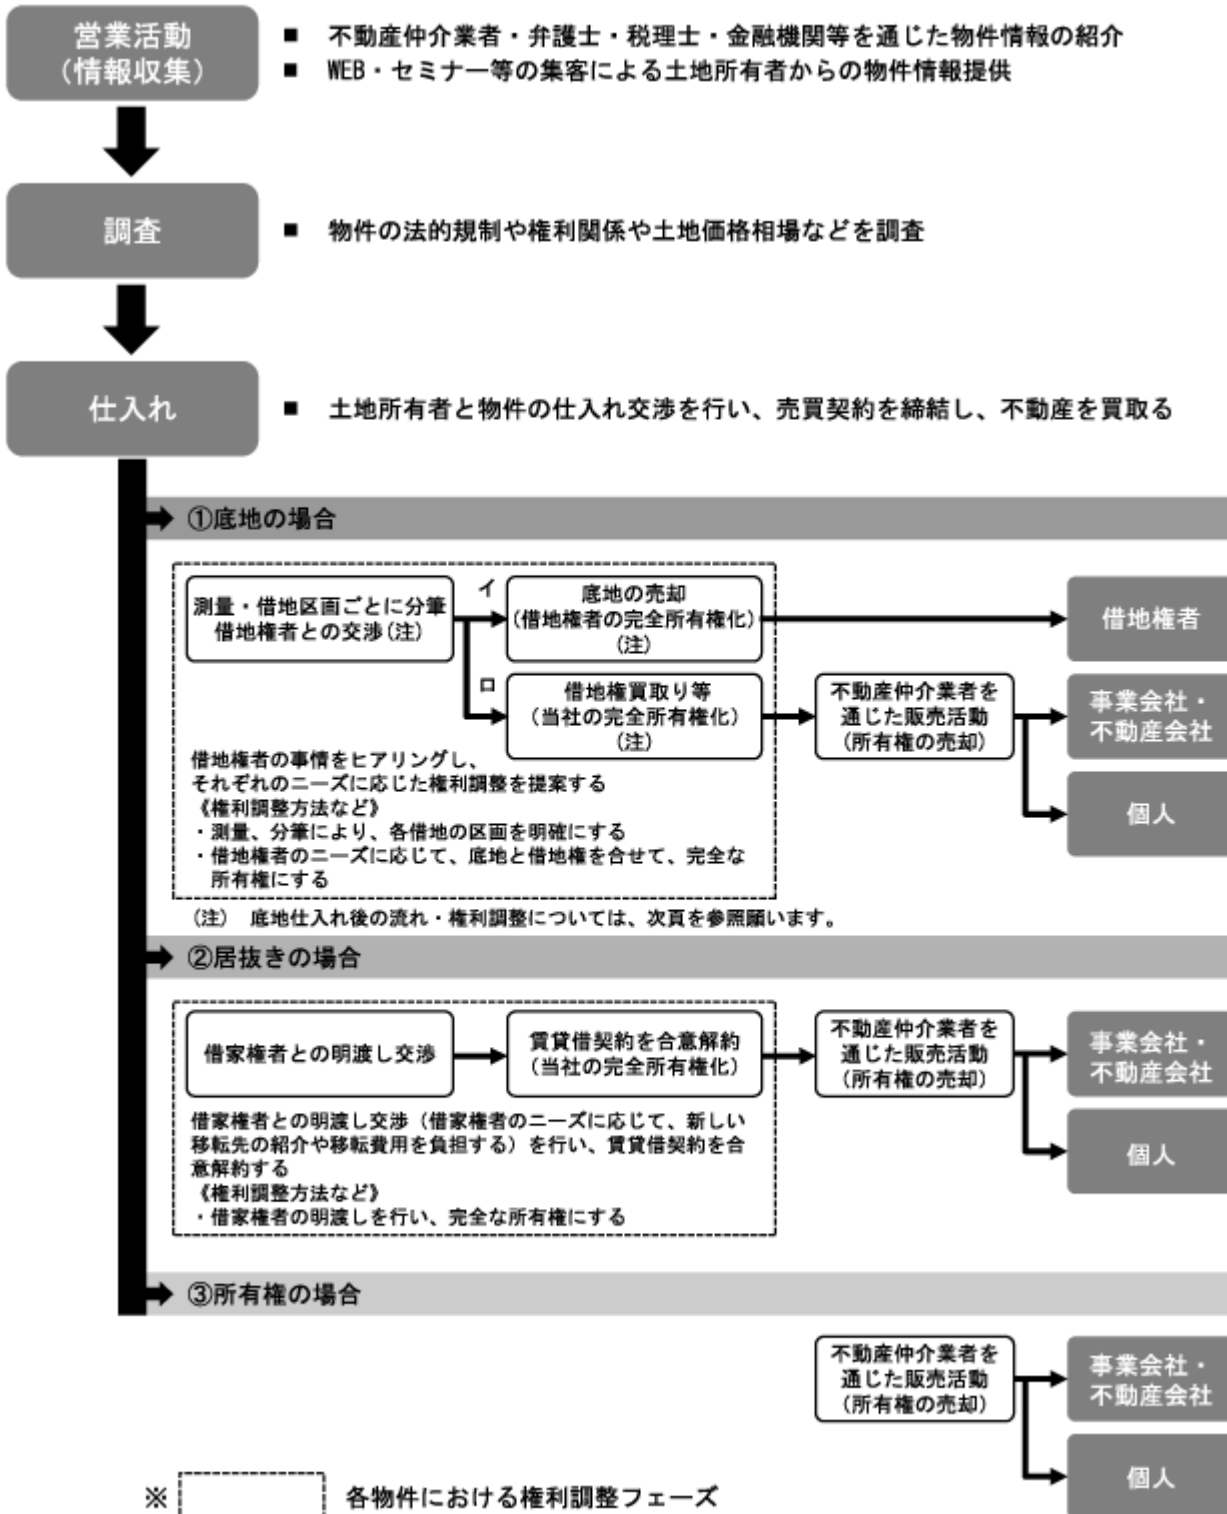 営業活動
（情報収集）
■ 不動産仲介業者・弁護士・税理士・金融機関等を通じた物件情報の紹介
■ WEB・セミナー等の集客による土地所有者からの物件情報提供
調査
■ 物件の法的規制や権利関係や土地価格相場などを調査
仕入れ
■ 土地所有者と物件の仕入れ交渉を行い、売買契約を締結し、不動産を買取る
①底地の場合
測量・借地区画ごとに分筆
借地権者との交渉(注)
イ
底地の売却
(借地権者の完全所有権化)
(注)
借地権者
ロ
借地権買取り等
(当社の完全所有権化)
(注)
不動産仲介業者を
通じた販売活動
(所有権の売却)
事業会社・
不動産会社
個人
借地権者の事情をヒアリングし、
それぞれのニーズに応じた権利調整を提案する
《権利調整方法など》
・測量、分筆により、各借地の区画を明確にする
・借地権者のニーズに応じて、底地と借地権を合せて、完全な
所有権にする
(注) 底地仕入れ後の流れ・権利調整については、次頁を参照願います。
②居抜きの場合
借家権者との明渡し交渉
賃貸借契約を合意解約
(当社の完全所有権化)
不動産仲介業者を
通じた販売活動
(所有権の売却)
事業会社・
不動産会社
個人
借家権者との明渡し交渉（借家権者のニーズに応じて、新しい
移転先の紹介や移転費用を負担する）を行い、賃貸借契約を合
意解約する
《権利調整方法など》
・借家権者の明渡しを行い、完全な所有権にする
③所有権の場合
不動産仲介業者を
通じた販売活動
(所有権の売却)
事業会社・
不動産会社
個人
※ 各物件における権利調整フェーズ